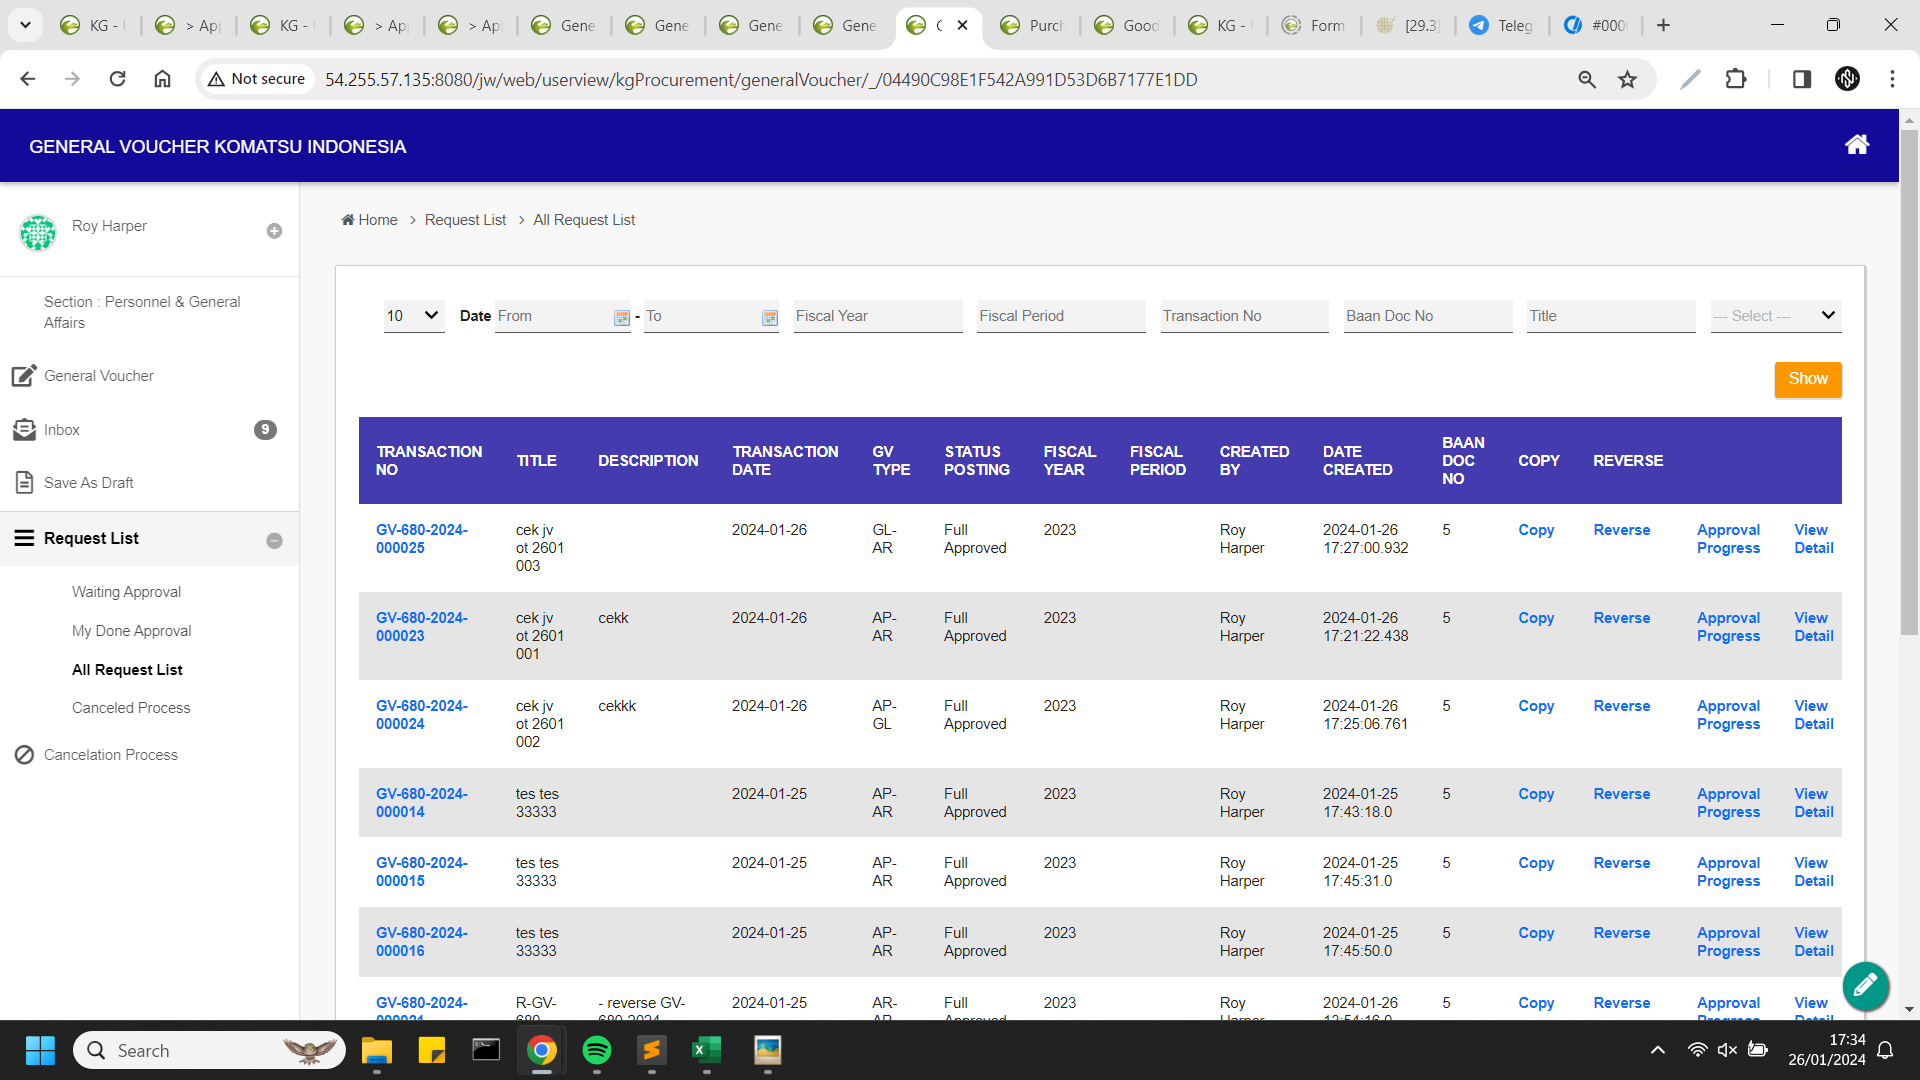 KG - U
> App
KG - U
> App
> App
Gene
Gene
Gene
Gene
Purch
Good
KG - U
Form
[29.3]
Teleg
#000
Not secure
54.255.57.135:8080/jw/web/userview/kgProcurement/generalVoucher/_/04490C98E1F542A991D53D6B7177E1DD
GENERAL VOUCHER KOMATSU INDONESIA
Roy Harper
Section : Personnel & General
Affairs
General Voucher
Inbox
9
Save As Draft
Request List
Waiting Approval
My Done Approval
All Request List
Canceled Process
Cancelation Process
Home > Request List > All Request List
10 Date From - To Fiscal Year Fiscal Period Transaction No Baan Doc No Title --- Select ---
Show
TRANSACTION NO TITLE DESCRIPTION TRANSACTION DATE GV TYPE STATUS POSTING FISCAL YEAR FISCAL PERIOD CREATED BY DATE CREATED BAAN DOC NO COPY REVERSE
GV-680-2024-000025 cek jv ot 2601 003 2024-01-26 GL-AR Full Approved 2023 Roy Harper 2024-01-26 17:27:00.932 5 Copy Reverse Approval Progress View Detail
GV-680-2024-000023 cek jv ot 2601 001 cekk 2024-01-26 AP-AR Full Approved 2023 Roy Harper 2024-01-26 17:21:22.438 5 Copy Reverse Approval Progress View Detail
GV-680-2024-000024 cek jv ot 2601 002 cekkk 2024-01-26 AP-GL Full Approved 2023 Roy Harper 2024-01-26 17:25:06.761 5 Copy Reverse Approval Progress View Detail
GV-680-2024-000014 tes tes 33333 2024-01-25 AP-AR Full Approved 2023 Roy Harper 2024-01-25 17:43:18.0 5 Copy Reverse Approval Progress View Detail
GV-680-2024-000015 tes tes 33333 2024-01-25 AP-AR Full Approved 2023 Roy Harper 2024-01-25 17:45:31.0 5 Copy Reverse Approval Progress View Detail
GV-680-2024-000016 tes tes 33333 2024-01-25 AP-AR Full Approved 2023 Roy Harper 2024-01-25 17:45:50.0 5 Copy Reverse Approval Progress View Detail
GV-680-2024- R-GV- - reverse GV- 2024-01-25 AR- Full 2023 Roy 2024-01-26 5 Copy Reverse Approval View
Search
17:34
26/01/2024